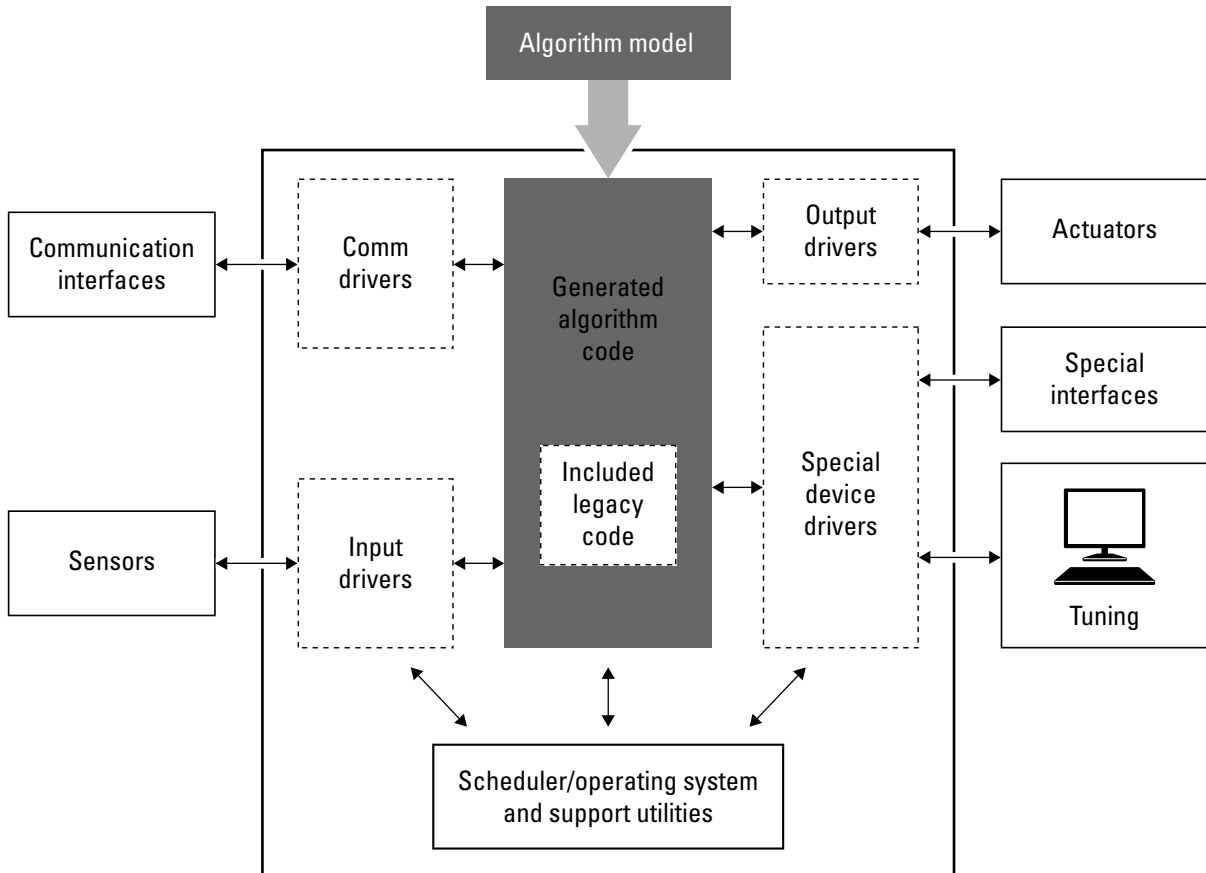 Algorithm model
Communication
interfaces
Comm
drivers
Generated
algorithm
code
Output
drivers
Actuators
Special
interfaces
Sensors
Input
drivers
Included
legacy
code
Special
device
drivers
Tuning
Scheduler/operating system
and support utilities